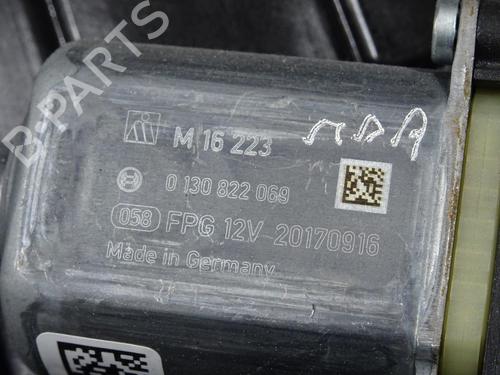 M 16 223
0 130 822 069
058 FPG 12V 20170916
Made in Germany
B-PARTS